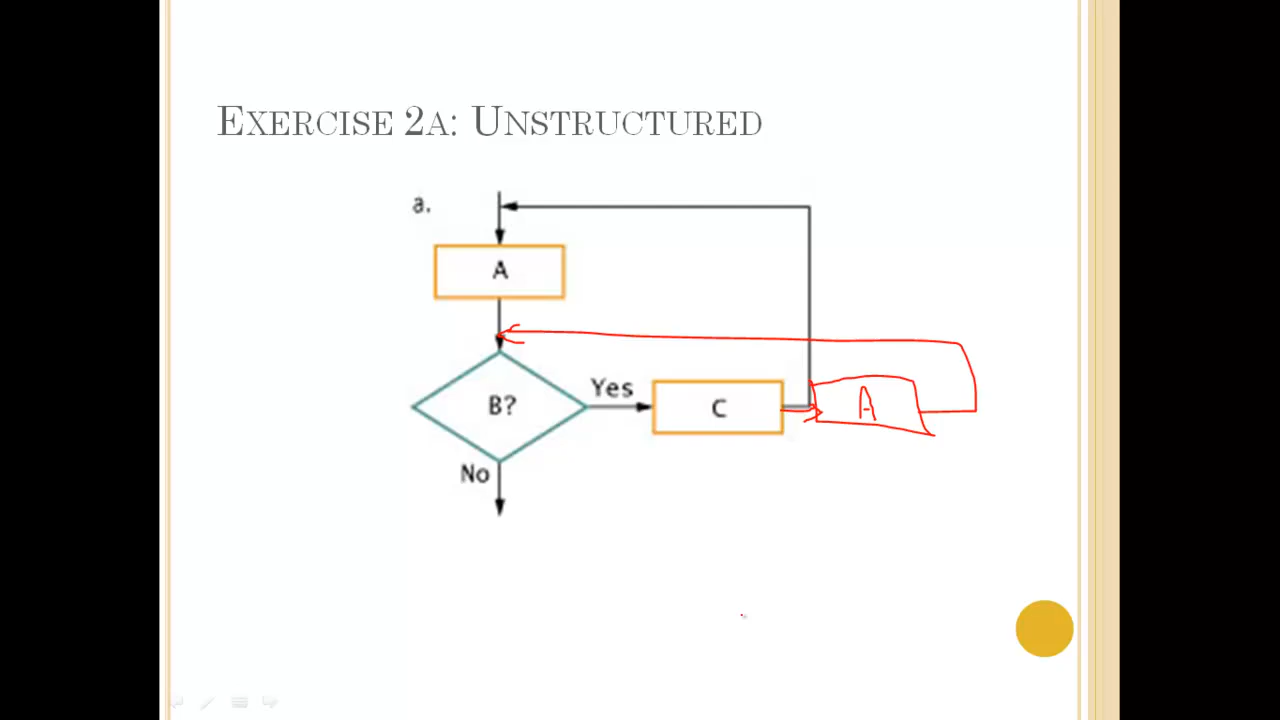 EXERCISE 2A: UNSTRUCTURED
a.
A
B?
Yes
C
A
No